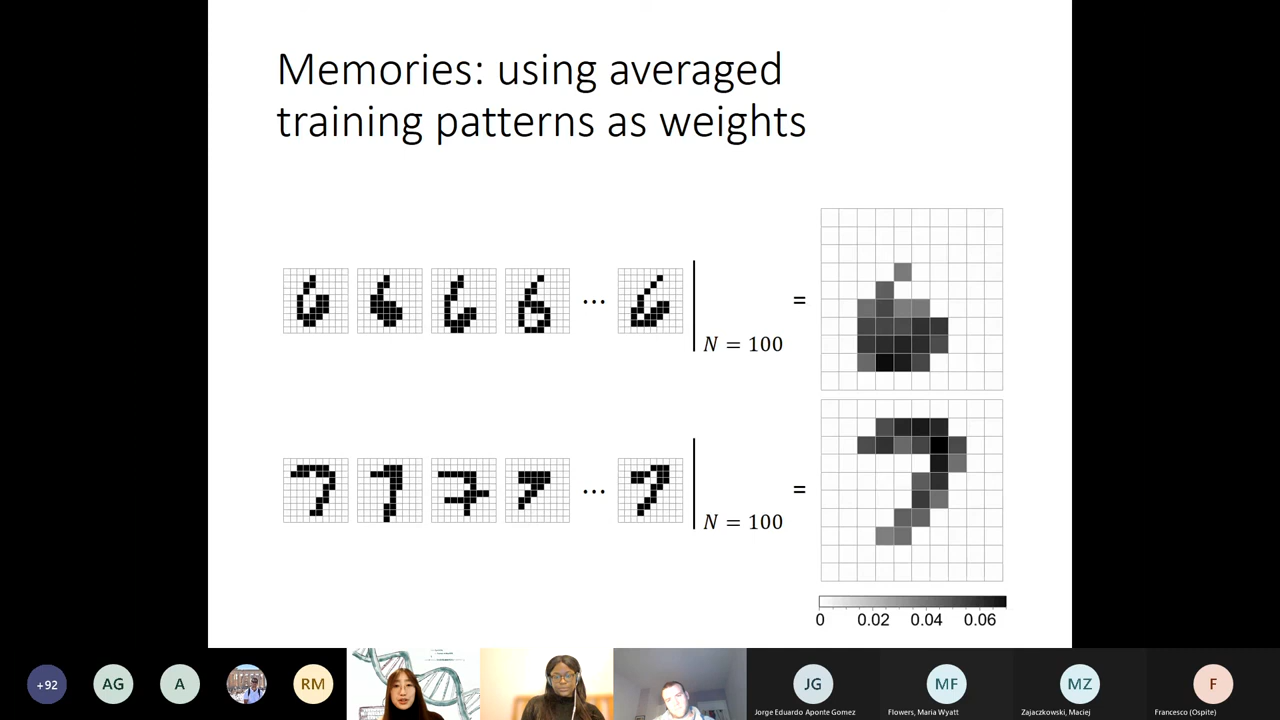 Memories: using averaged
training patterns as weights
...
N = 100
=
...
N = 100
=
0 0.02 0.04 0.06
+92
AG
A
RM
JG
Jorge Eduardo Aponte Gomez
MF
Flowers, Maria Wyatt
MZ
Zajaczkowski, Maciej
F
Francesco (Ospite)